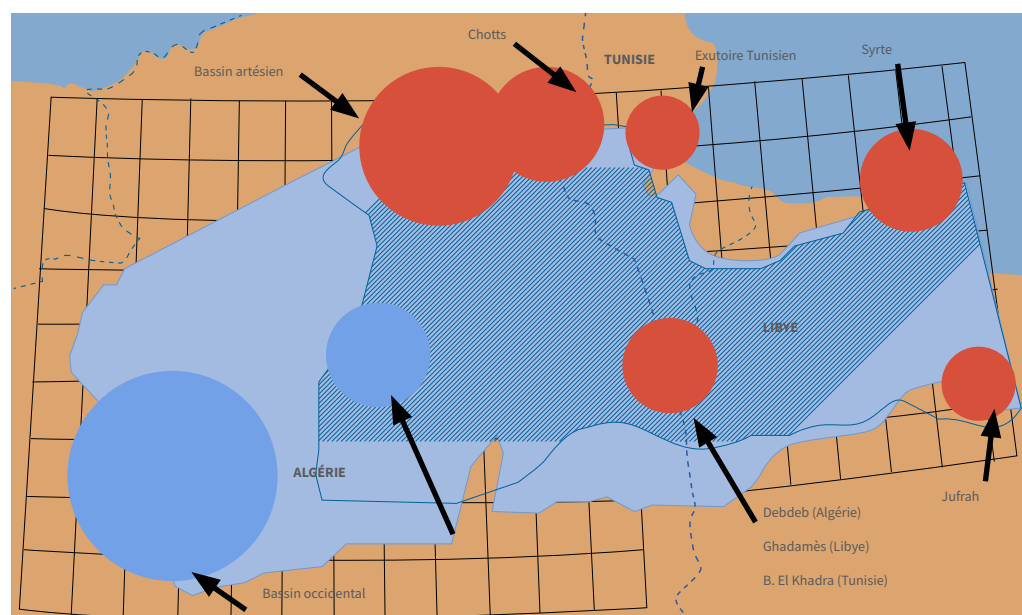 Chotts
TUNISIE
Exutoire Tunisien
Syrte
Bassin artésien
LIBYE
ALGÉRIE
Jufrah
Debdeb (Algérie)
Ghadamès (Libye)
B. El Khadra (Tunisie)
Bassin occidental